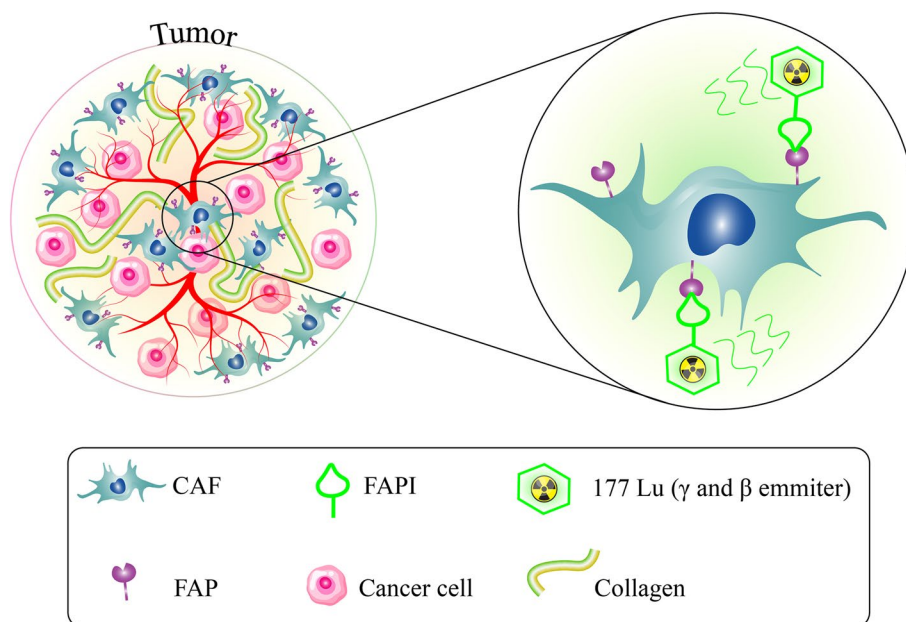 Tumor
CAF
FAPI
177 Lu (γ and β emmiter)
FAP
Cancer cell
Collagen